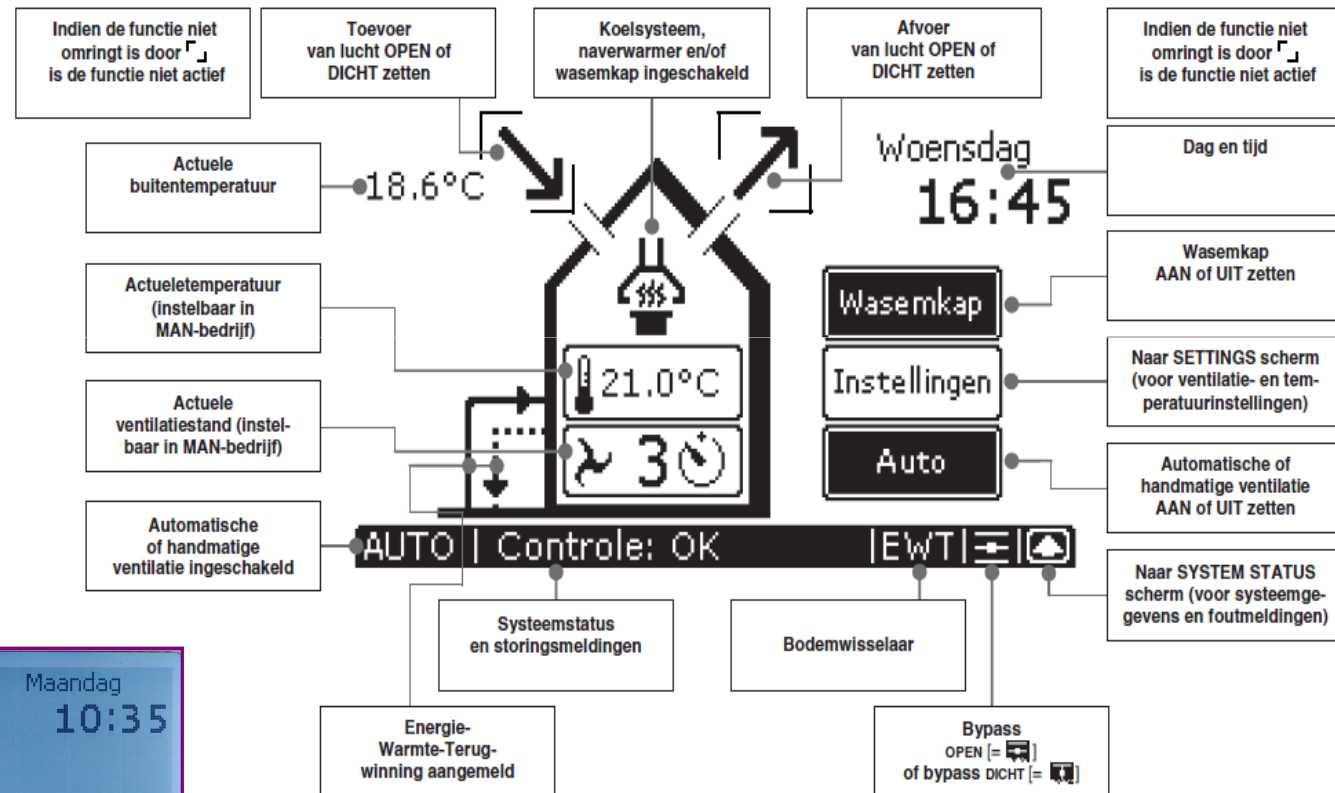 Indien de functie niet
omringt is door ⌜⌟
is de functie niet actief
Toevoer
van lucht OPEN of
DICHT zetten
Koelsysteem,
naverwarmer en/of
wasemkap ingeschakeld
Afvoer
van lucht OPEN of
DICHT zetten
Indien de functie niet
omringt is door ⌜⌟
is de functie niet actief
Actuele
buitentemperatuur
18.6°C
Woensdag
16:45
Dag en tijd
Actueletemperatuur
(instelbaar in
MAN-bedrijf)
21.0°C
Wasemkap
Wasemkap
AAN of UIT zetten
Instellingen
Naar SETTINGS scherm
(voor ventilatie- en tem-
peratuurinstellingen)
Actuele
ventilatiestand (instel-
baar in MAN-bedrijf)
3
Auto
Automatische of
handmatige ventilatie
AAN of UIT zetten
Automatische
of handmatige
ventilatie ingeschakeld
AUTO | Controle: OK |EWT|
Naar SYSTEM STATUS
scherm (voor systeemge-
gevens en foutmeldingen)
Systeemstatus
en storingsmeldingen
Bodemwisselaar
Maandag
10:35
Energie-
Warmte-Terug-
winning aangemeld
Bypass
OPEN [= ]
of bypass DICHT [= ]